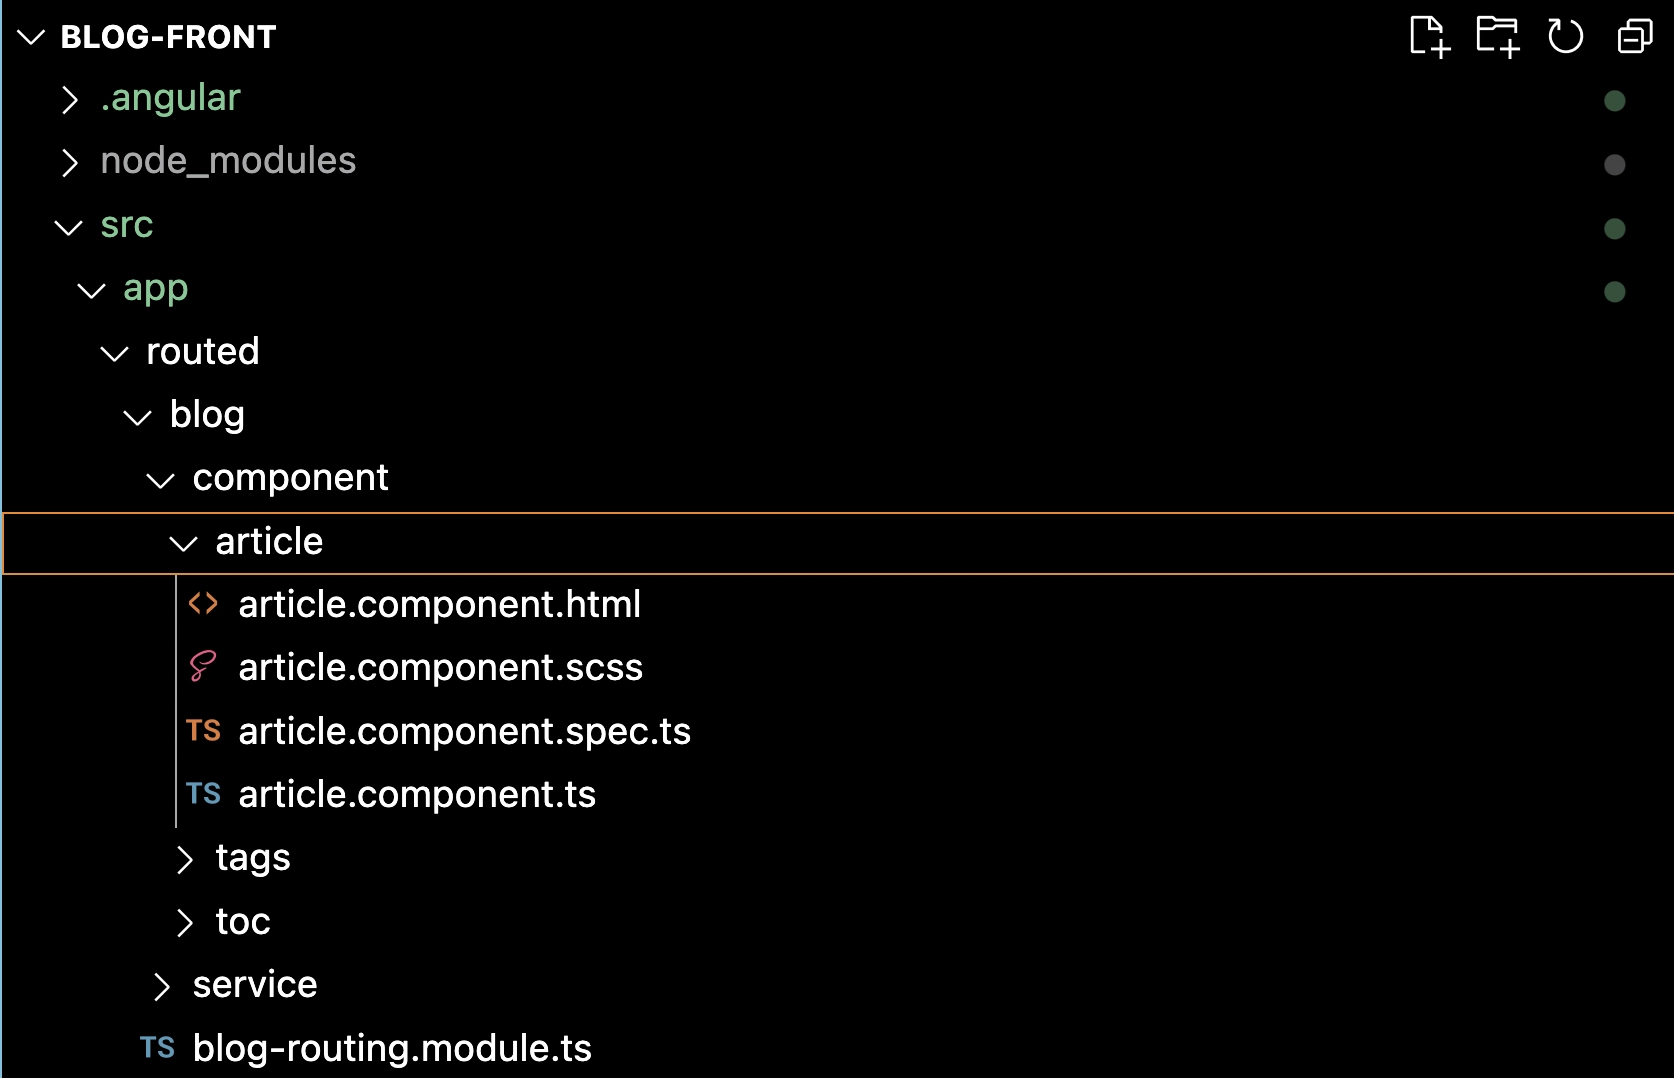 BLOG-FRONT
.angular
node_modules
src
app
routed
blog
component
article
article.component.html
article.component.scss
TS article.component.spec.ts
TS article.component.ts
tags
toc
service
TS blog-routing.module.ts